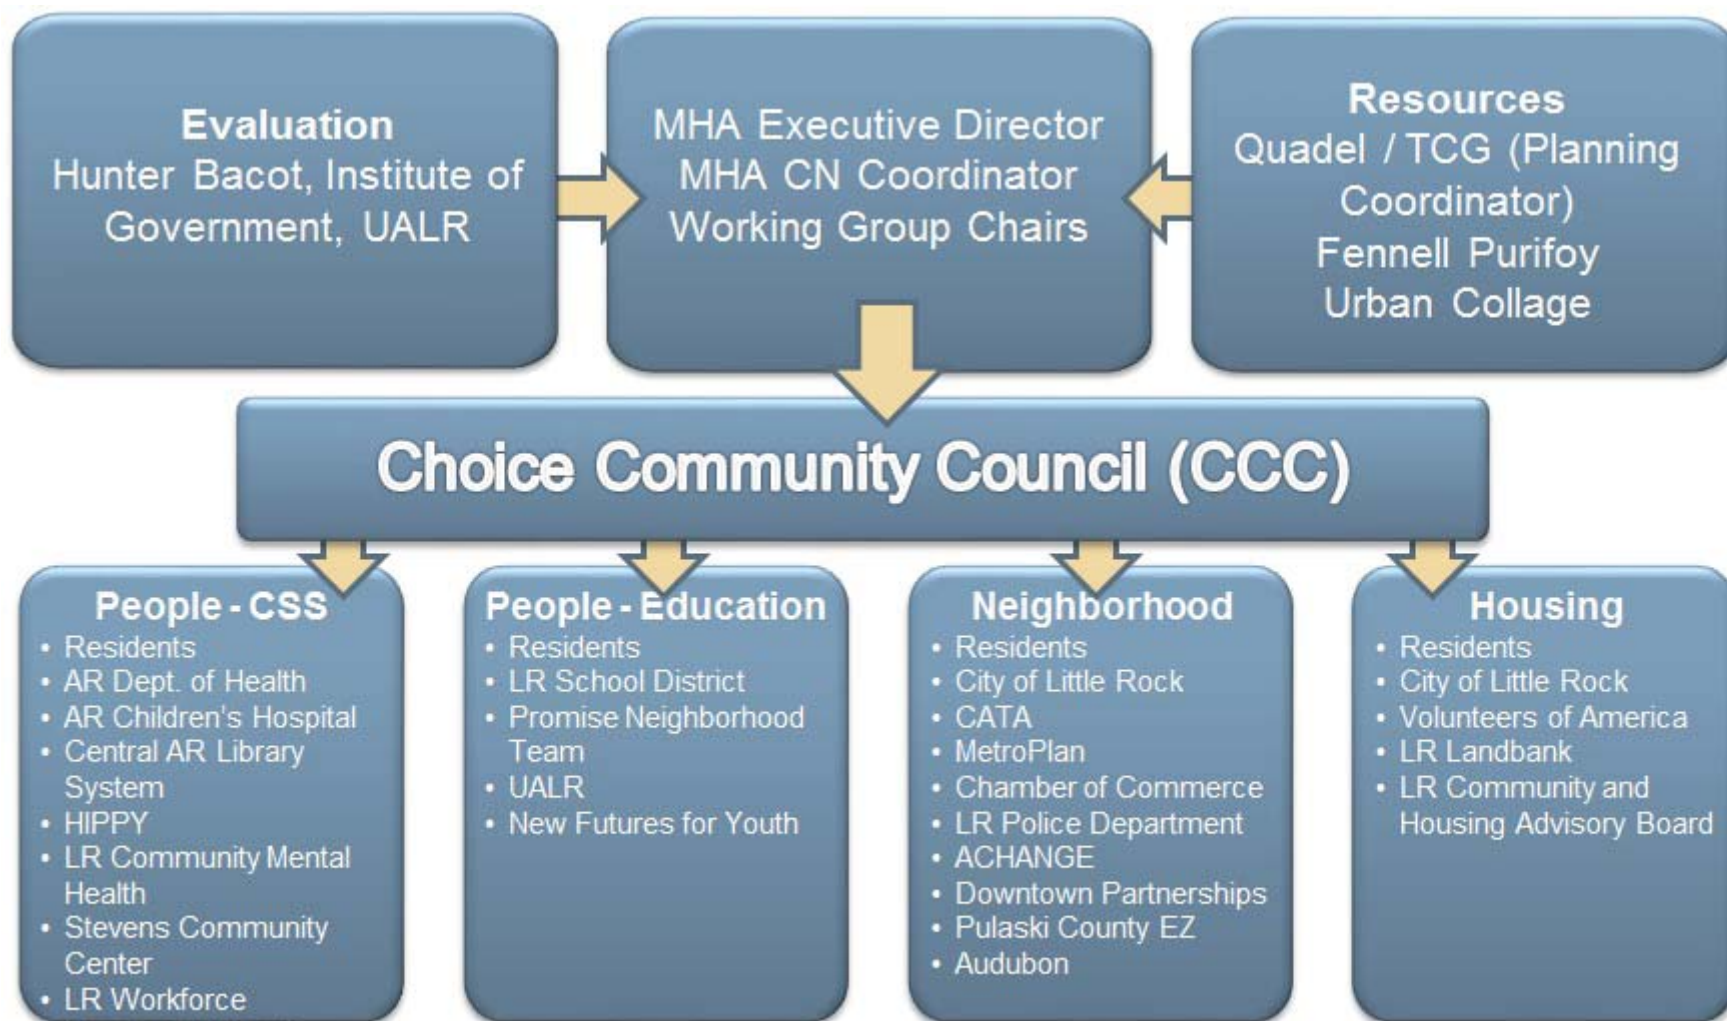 Evaluation
Hunter Bacot, Institute of
Government, UALR
MHA Executive Director
MHA CN Coordinator
Working Group Chairs
Resources
Quadel / TCG (Planning
Coordinator)
Fennell Purifoy
Urban Collage
Choice Community Council (CCC)
People - CSS
• Residents
• AR Dept. of Health
• AR Children's Hospital
• Central AR Library
System
• HIPPY
• LR Community Mental
Health
• Stevens Community
Center
• LR Workforce
People - Education
• Residents
• LR School District
• Promise Neighborhood
Team
• UALR
• New Futures for Youth
Neighborhood
• Residents
• City of Little Rock
• CATA
• MetroPlan
• Chamber of Commerce
• LR Police Department
• ACHANGE
• Downtown Partnerships
• Pulaski County EZ
• Audubon
Housing
• Residents
• City of Little Rock
• Volunteers of America
• LR Landbank
• LR Community and
Housing Advisory Board